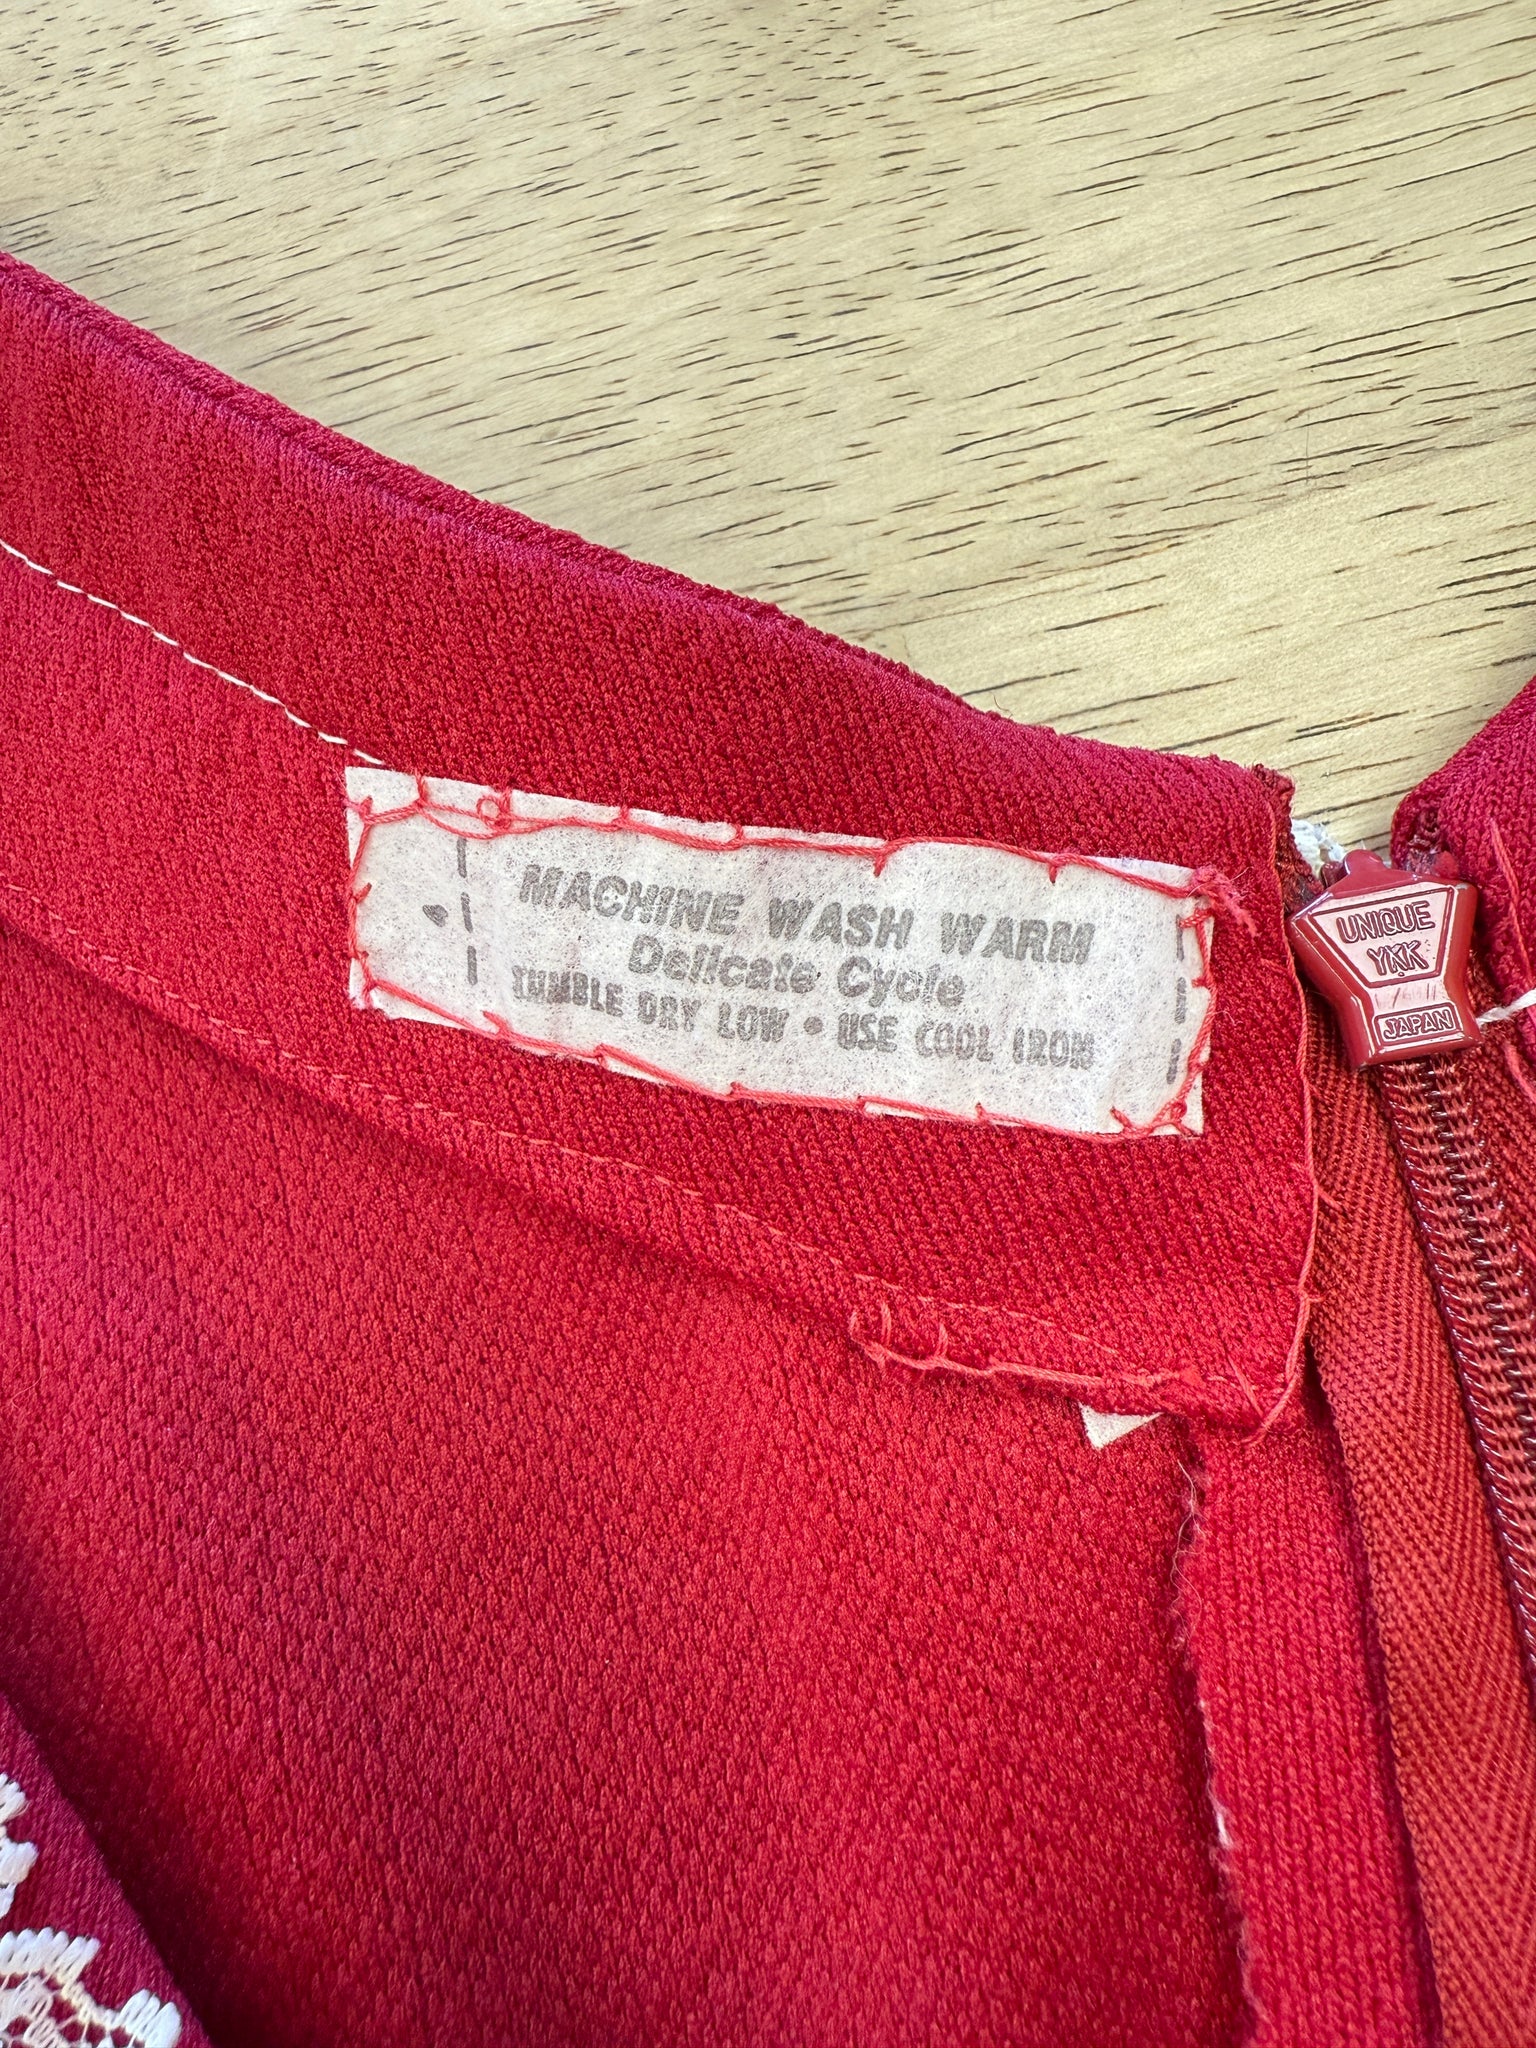 MACHINE WASH WARM
Delicate Cycle
TUMBLE DRY LOW • USE COOL IRON
UNIQUE
YKK
JAPAN